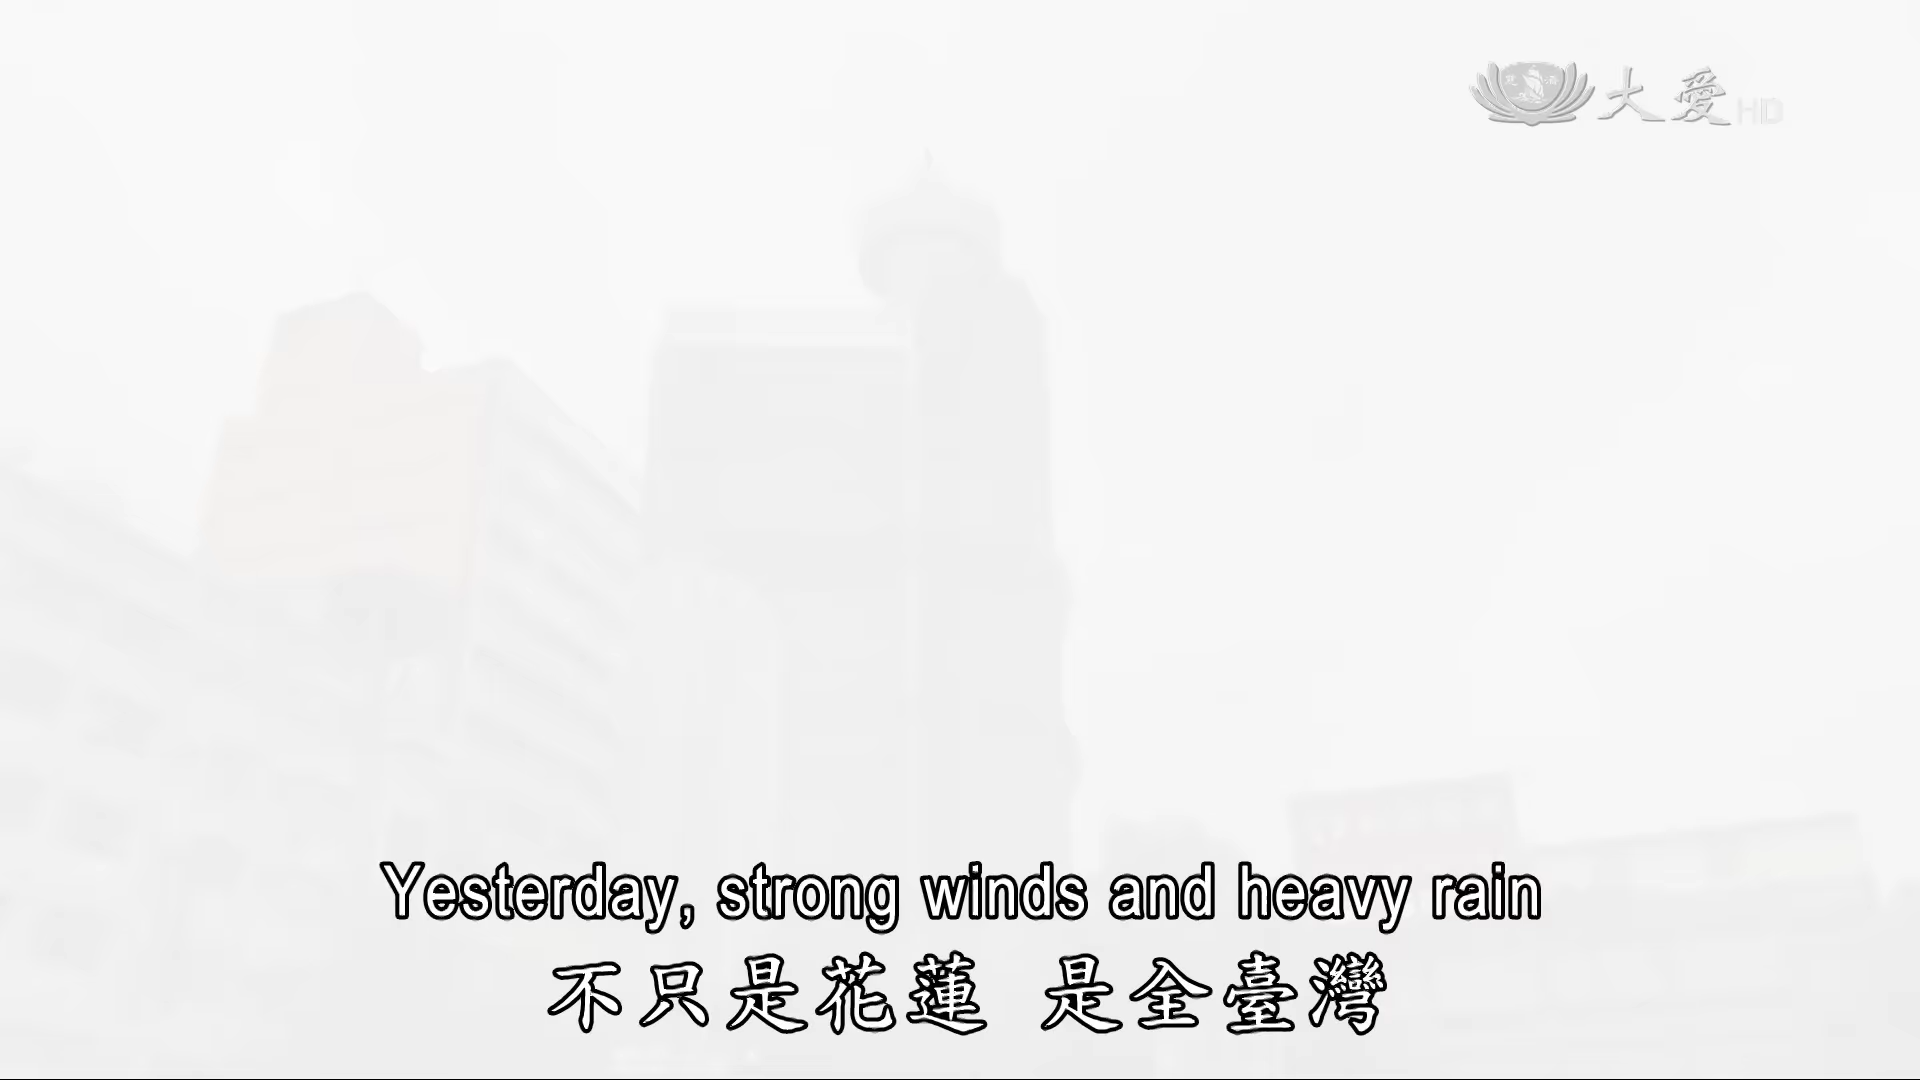 大愛HD
Yesterday, strong winds and heavy rain
不只是花蓮 是全臺灣